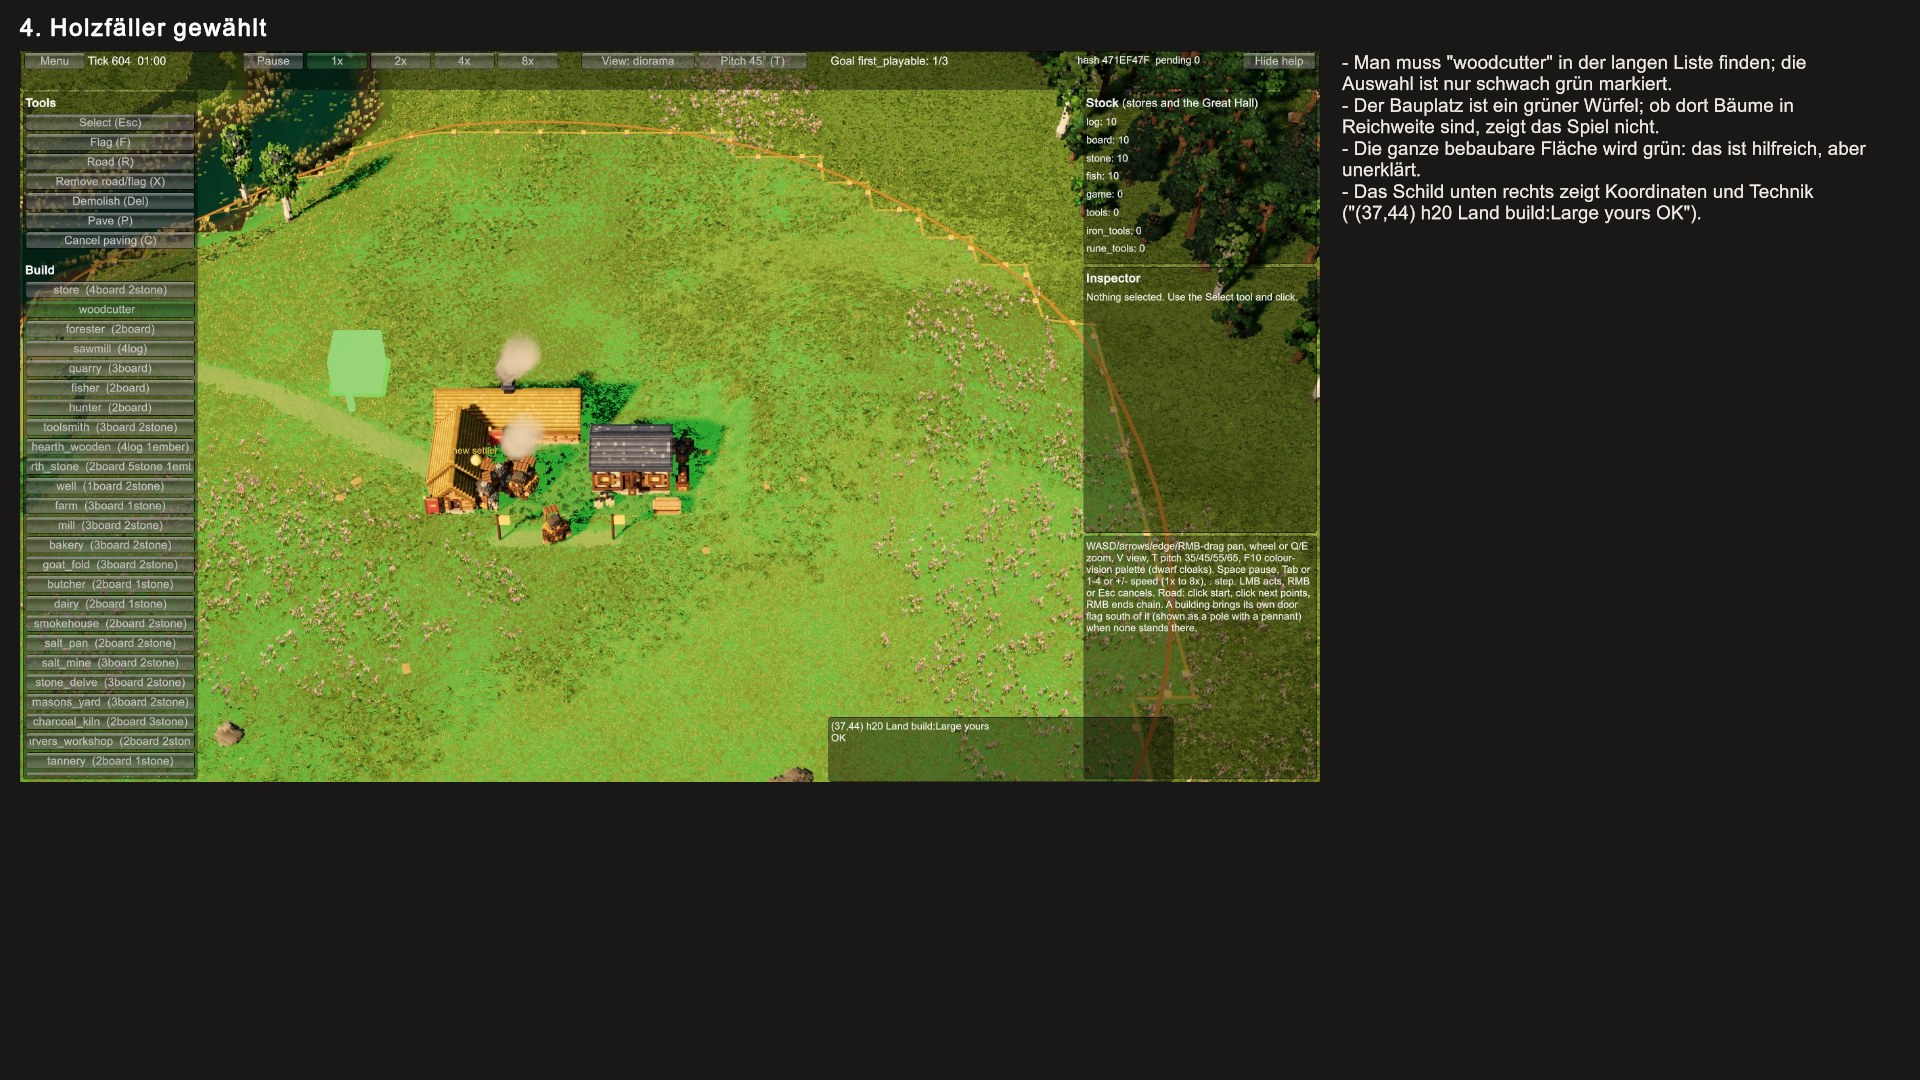 4. Holzfäller gewählt
Menu Tick 604 01:00 Pause 1x 2x 4x 8x View: diorama Pitch 45° (T) Goal first_playable: 1/3 hash 471EF47F pending 0 Hide help
Tools
Select (Esc)
Flag (F)
Road (R)
Remove road/flag (X)
Demolish (Del)
Pave (P)
Cancel paving (C)
Build
store (4board 2stone)
woodcutter
forester (2board)
sawmill (4log)
quarry (3board)
fisher (2board)
hunter (2board)
toolsmith (3board 2stone)
hearth_wooden (4log 1ember)
rth_stone (2board 5stone 1eml
well (1board 2stone)
farm (3board 1stone)
mill (3board 2stone)
bakery (3board 2stone)
goat_fold (3board 2stone)
butcher (2board 1stone)
dairy (2board 1stone)
smokehouse (2board 2stone)
salt_pan (2board 2stone)
salt_mine (3board 2stone)
stone_delve (3board 2stone)
masons_yard (3board 2stone)
charcoal_kiln (2board 3stone)
irvers_workshop (2board 2ston
tannery (2board 1stone)
new settler
(37,44) h20 Land build:Large yours
OK
Stock (stores and the Great Hall)
log: 10
board: 10
stone: 10
fish: 10
game: 0
tools: 0
iron_tools: 0
rune_tools: 0
Inspector
Nothing selected. Use the Select tool and click.
WASD/arrows/edge/RMB-drag pan, wheel or Q/E
zoom, V view, T pitch 35/45/55/65, F10 colour-
vision palette (dwarf cloaks). Space pause, Tab or
1-4 or +/- speed (1x to 8x), . step. LMB acts, RMB
or Esc cancels. Road: click start, click next points,
RMB ends chain. A building brings its own door
flag south of it (shown as a pole with a pennant)
when none stands there.
- Man muss "woodcutter" in der langen Liste finden; die
Auswahl ist nur schwach grün markiert.
- Der Bauplatz ist ein grüner Würfel; ob dort Bäume in
Reichweite sind, zeigt das Spiel nicht.
- Die ganze bebaubare Fläche wird grün: das ist hilfreich, aber
unerklärt.
- Das Schild unten rechts zeigt Koordinaten und Technik
("(37,44) h20 Land build:Large yours OK").